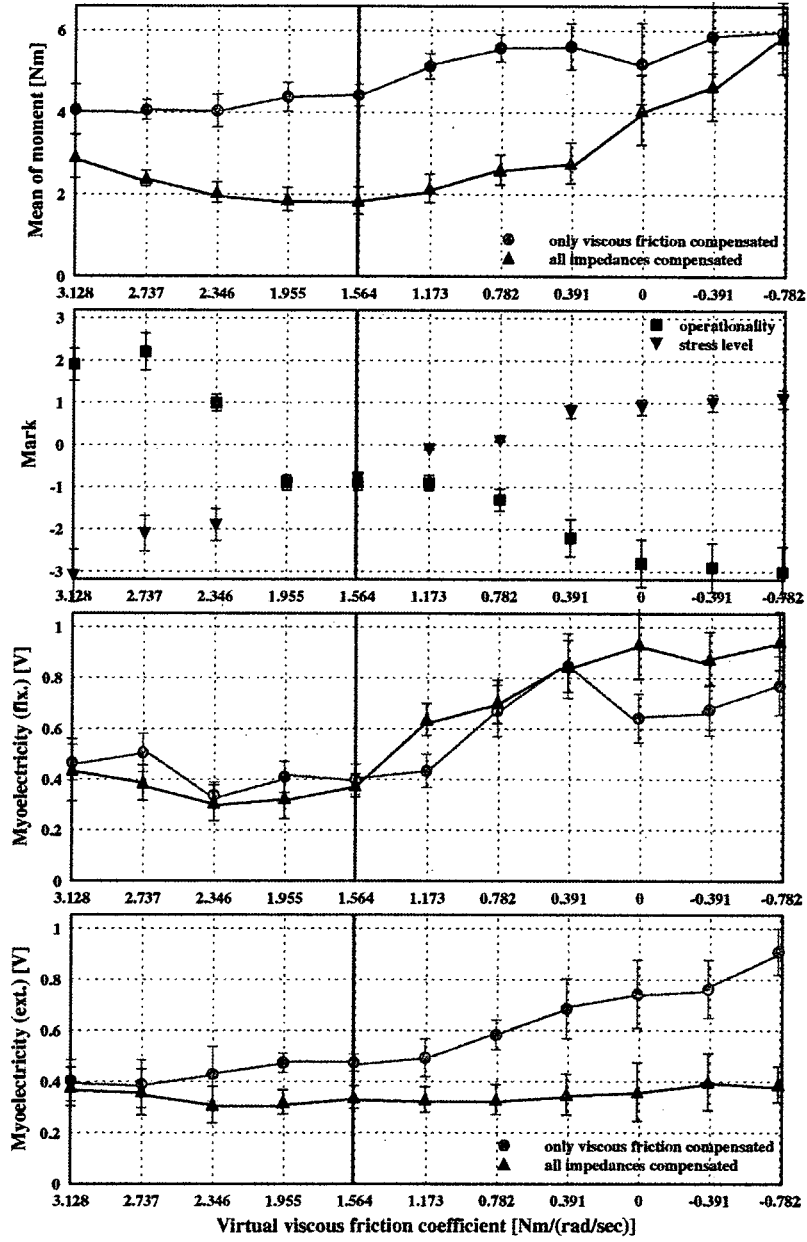 6
4
2
0
Mean of moment [Nm]
only viscous friction compensated
all impedances compensated
3.128 2.737 2.346 1.955 1.564 1.173 0.782 0.391 0 -0.391 -0.782
3
2
1
0
-1
-2
-3
Mark
operationality
stress level
3.128 2.737 2.346 1.955 1.564 1.173 0.782 0.391 0 -0.391 -0.782
1
0.8
0.6
0.4
0.2
0
Myoelectricity (flx.) [V]
3.128 2.737 2.346 1.955 1.564 1.173 0.782 0.391 0 -0.391 -0.782
1
0.8
0.6
0.4
0.2
0
Myoelectricity (ext.) [V]
only viscous friction compensated
all impedances compensated
3.128 2.737 2.346 1.955 1.564 1.173 0.782 0.391 0 -0.391 -0.782
Virtual viscous friction coefficient [Nm/(rad/sec)]